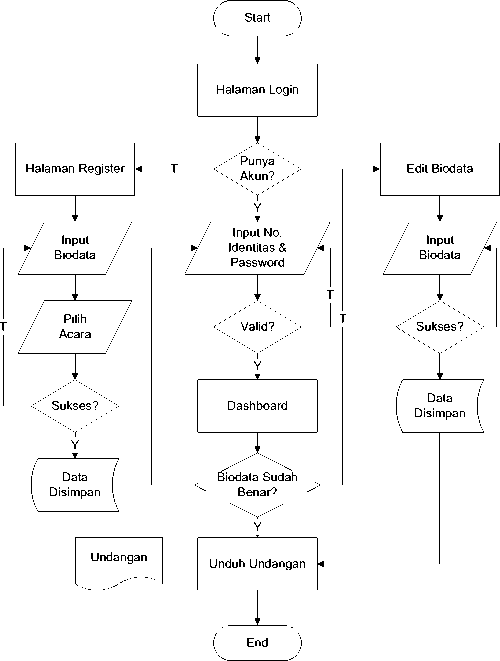 Start
Halaman Login
Halaman Register
T
Punya
Akun?
Edit Biodata
Y
Input
Biodata
Input No.
Identitas &
Password
Input
Biodata
T
T
T
Pilih
Acara
Valid?
Sukses?
Y
Sukses?
Dashboard
Data
Disimpan
Y
Data
Disimpan
Biodata Sudah
Benar?
Y
Undangan
Unduh Undangan
End